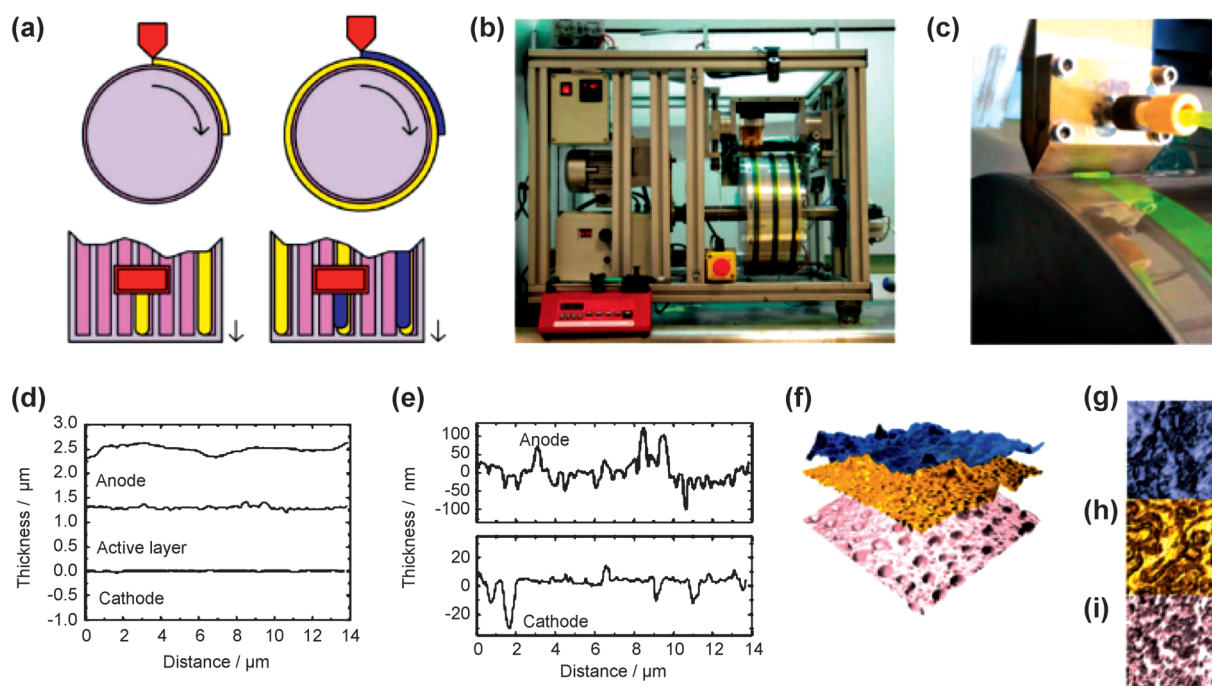 (a)
(b)
(c)
(d)
3.0
2.5
2.0
1.5
1.0
0.5
0.0
-0.5
-1.0
Thickness / µm
Anode
Active layer
Cathode
0 2 4 6 8 10 12 14
Distance / µm
(e)
100
50
0
-50
-100
Anode
20
0
-20
Cathode
Thickness / nm
0 2 4 6 8 10 12 14
Distance / µm
(f)
(g)
(h)
(i)